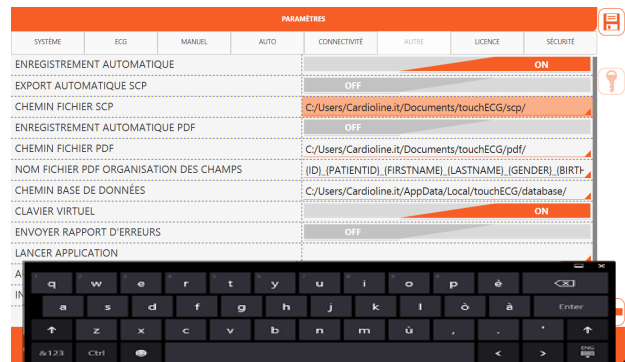 PARAMÈTRES
SYSTÈME ECG MANUEL AUTO CONNECTIVITÉ AUTRE LICENCE SÉCURITÉ
ENREGISTREMENT AUTOMATIQUE ON
EXPORT AUTOMATIQUE SCP OFF
CHEMIN FICHIER SCP C:/Users/Cardioline.it/Documents/touchECG/scp/
ENREGISTREMENT AUTOMATIQUE PDF OFF
CHEMIN FICHIER PDF C:/Users/Cardioline.it/Documents/touchECG/pdf/
NOM FICHIER PDF ORGANISATION DES CHAMPS {ID}_{PATIENTID}_{FIRSTNAME}_{LASTNAME}_{GENDER}_{BIRTH
CHEMIN BASE DE DONNÉES C:/Users/Cardioline.it/AppData/Local/touchECG/database/
CLAVIER VIRTUEL ON
ENVOYER RAPPORT D'ERREURS OFF
LANCER APPLICATION
q w e r t y u i o p è
a s d f g h j k l ò à Enter
z x c v b n m ù , . '
&123 Ctrl < > ENG